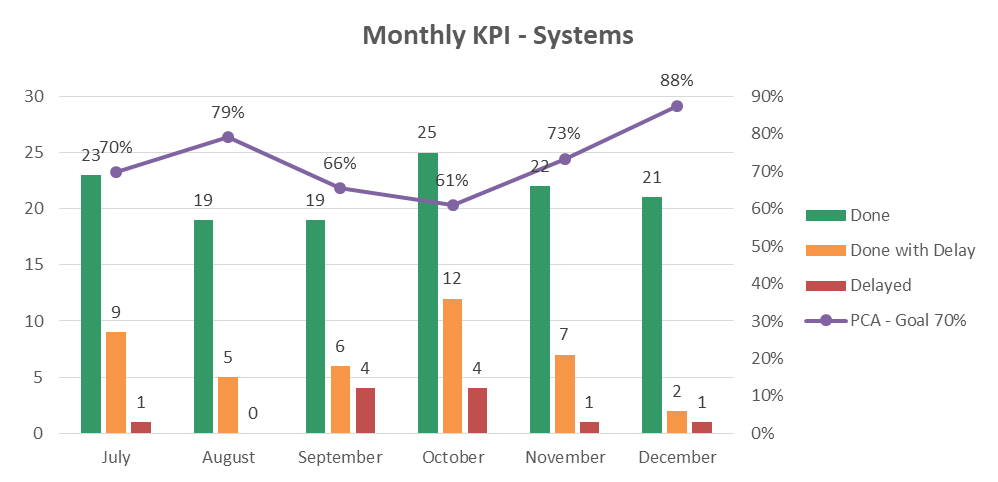 Monthly KPI - Systems
88%
30 90%
79%
25 80%
23 70% 73%
25 66% 22 70%
61% 21
20 19 19 60%
Done
50%
15 12 Done with Delay
40%
9 Delayed
10 7 30%
6 PCA - Goal 70%
5 4 4 20%
5 2
1 0 1 1 10%
0 0%
July August September October November December